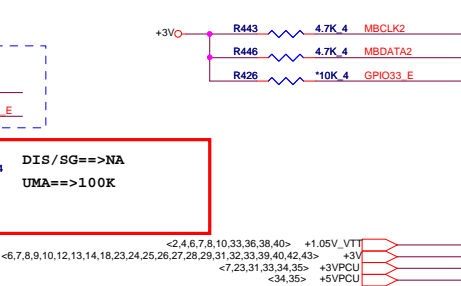 +3V R443 4.7K_4 MBCLK2
R446 4.7K_4 MBDATA2
R426 *10K_4 GPIO33_E
_E
4 DIS/SG==>NA
UMA==>100K
<2,4,6,7,8,10,33,36,38,40> +1.05V_VTT
<6,7,8,9,10,12,13,14,18,23,24,25,26,27,28,29,31,32,33,39,40,42,43> +3V
<7,23,31,33,34,35> +3VPCU
<34,35> +5VPCU